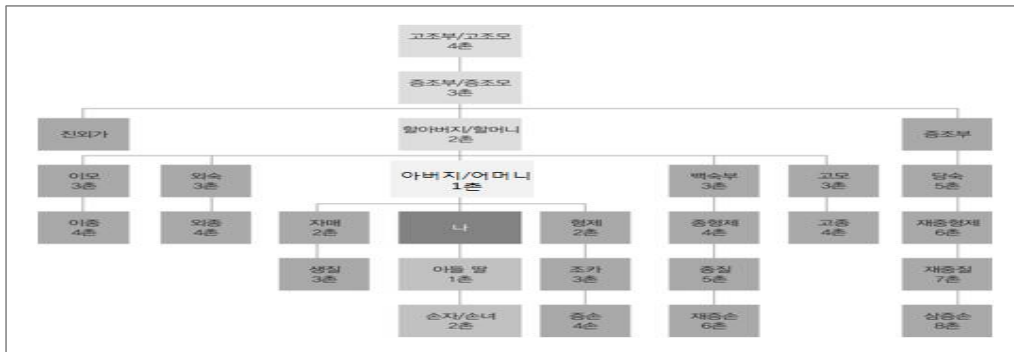 고조부/고조모
4촌
증조부/증조모
3촌
진외가
할아버지/할머니
2촌
종조부
이모
3촌
외숙
3촌
아버지/어머니
1촌
백숙부
3촌
고모
3촌
당숙
5촌
이종
4촌
외종
4촌
자매
2촌
나
형제
2촌
종형제
4촌
고종
4촌
재종형제
6촌
생질
3촌
아들 딸
1촌
조카
3촌
종질
5촌
재종질
7촌
손자/손녀
2촌
종손
4손
재종손
6촌
삼종손
8촌